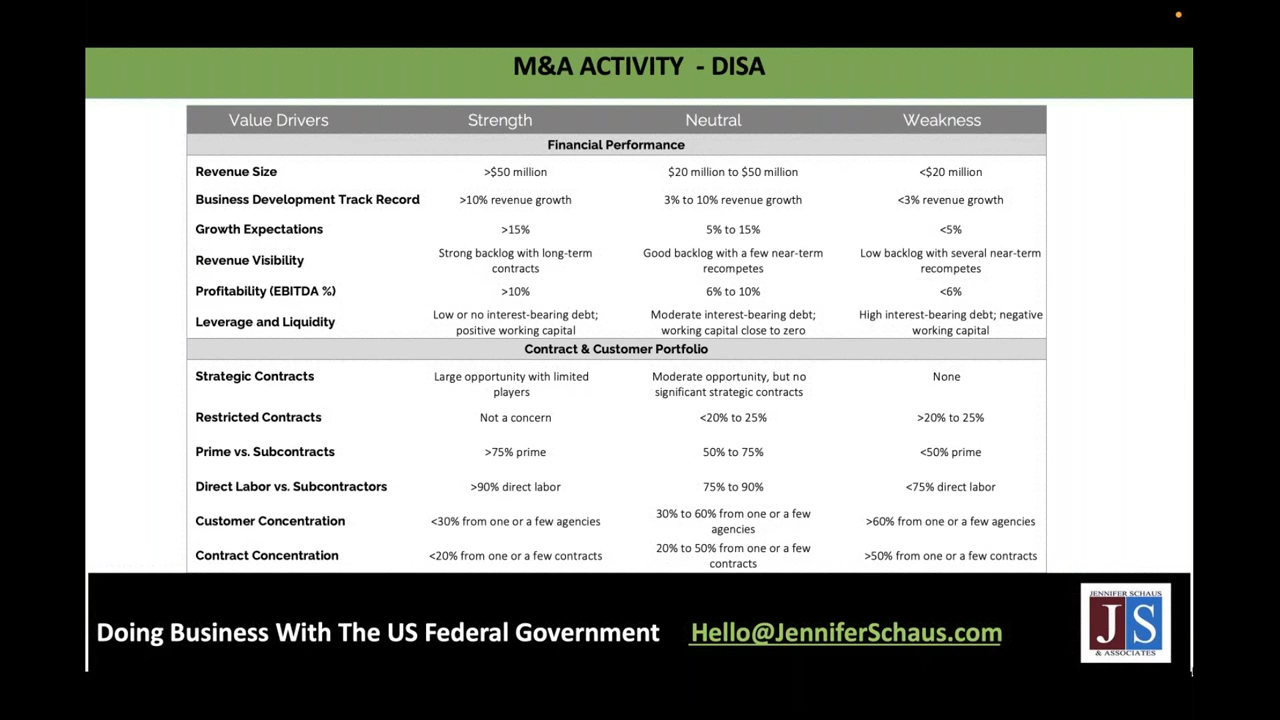 M&A ACTIVITY - DISA
Value Drivers Strength Neutral Weakness
Financial Performance
Revenue Size >$50 million $20 million to $50 million <$20 million
Business Development Track Record >10% revenue growth 3% to 10% revenue growth <3% revenue growth
Growth Expectations >15% 5% to 15% <5%
Revenue Visibility Strong backlog with long-term contracts Good backlog with a few near-term recompetes Low backlog with several near-term recompetes
Profitability (EBITDA %) >10% 6% to 10% <6%
Leverage and Liquidity Low or no interest-bearing debt; positive working capital Moderate interest-bearing debt; working capital close to zero High interest-bearing debt; negative working capital
Contract & Customer Portfolio
Strategic Contracts Large opportunity with limited players Moderate opportunity, but no significant strategic contracts None
Restricted Contracts Not a concern <20% to 25% >20% to 25%
Prime vs. Subcontracts >75% prime 50% to 75% <50% prime
Direct Labor vs. Subcontractors >90% direct labor 75% to 90% <75% direct labor
Customer Concentration <30% from one or a few agencies 30% to 60% from one or a few agencies >60% from one or a few agencies
Contract Concentration <20% from one or a few contracts 20% to 50% from one or a few contracts >50% from one or a few contracts
Doing Business With The US Federal Government Hello@JenniferSchaus.com
JENNIFER SCHAUS
JS
& ASSOCIATES